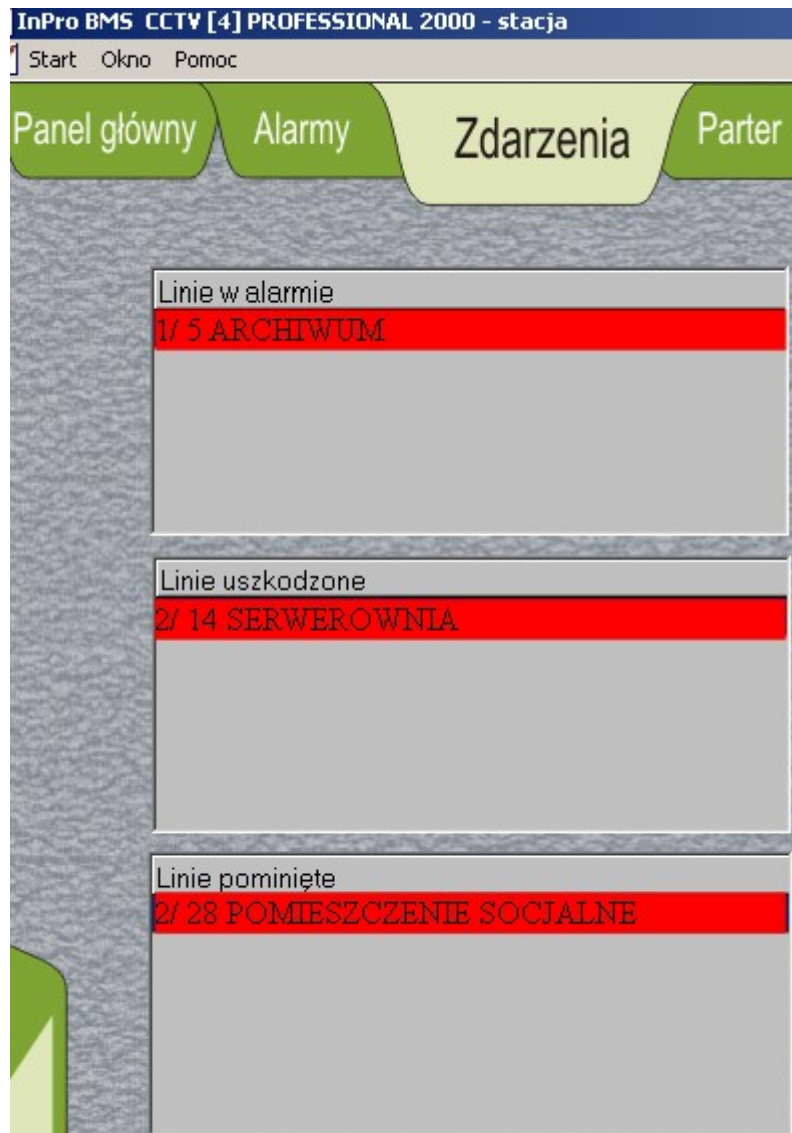 InPro BMS CCTV [4] PROFESSIONAL 2000 - stacja
Start Okno Pomoc
Panel główny Alarmy Zdarzenia Parter
Linie w alarmie
1/ 5 ARCHIWUM
Linie uszkodzone
2/ 14 SERWEROWNIA
Linie pominięte
2/ 28 POMIESZCZENIE SOCJALNE